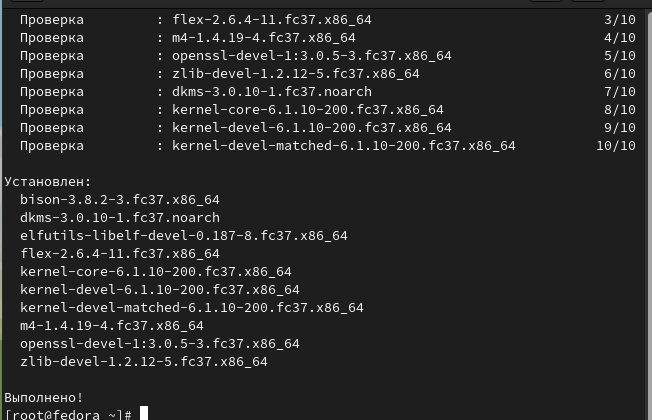 Проверка : flex-2.6.4-11.fc37.x86_64 3/10
Проверка : m4-1.4.19-4.fc37.x86_64 4/10
Проверка : openssl-devel-1:3.0.5-3.fc37.x86_64 5/10
Проверка : zlib-devel-1.2.12-5.fc37.x86_64 6/10
Проверка : dkms-3.0.10-1.fc37.noarch 7/10
Проверка : kernel-core-6.1.10-200.fc37.x86_64 8/10
Проверка : kernel-devel-6.1.10-200.fc37.x86_64 9/10
Проверка : kernel-devel-matched-6.1.10-200.fc37.x86_64 10/10
Установлен:
bison-3.8.2-3.fc37.x86_64
dkms-3.0.10-1.fc37.noarch
elfutils-libelf-devel-0.187-8.fc37.x86_64
flex-2.6.4-11.fc37.x86_64
kernel-core-6.1.10-200.fc37.x86_64
kernel-devel-6.1.10-200.fc37.x86_64
kernel-devel-matched-6.1.10-200.fc37.x86_64
m4-1.4.19-4.fc37.x86_64
openssl-devel-1:3.0.5-3.fc37.x86_64
zlib-devel-1.2.12-5.fc37.x86_64
Выполнено!
[root@fedora ~]#